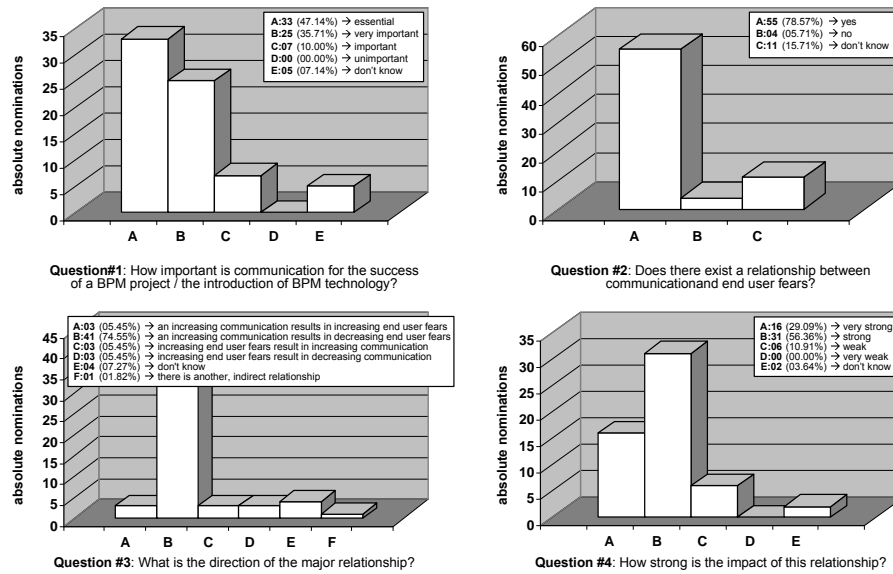 A:33 (47.14%) → essential
B:25 (35.71%) → very important
C:07 (10.00%) → important
D:00 (00.00%) → unimportant
E:05 (07.14%) → don't know
absolute nominations
35
30
25
20
15
10
5
0
A B C D E
Question#1: How important is communication for the success
of a BPM project / the introduction of BPM technology?
A:55 (78.57%) → yes
B:04 (05.71%) → no
C:11 (15.71%) → don't know
absolute nominations
60
50
40
30
20
10
0
A B C
Question #2: Does there exist a relationship between
communicationand end user fears?
A:03 (05.45%) → an increasing communication results in increasing end user fears
B:41 (74.55%) → an increasing communication results in decreasing end user fears
C:03 (05.45%) → increasing end user fears result in increasing communication
D:03 (05.45%) → increasing end user fears result in decreasing communication
E:04 (07.27%) → don't know
F:01 (01.82%) → there is another, indirect relationship
absolute nominations
45
40
35
30
25
20
15
10
5
0
A B C D E F
Question #3: What is the direction of the major relationship?
A:16 (29.09%) → very strong
B:31 (56.36%) → strong
C:06 (10.91%) → weak
D:00 (00.00%) → very weak
E:02 (03.64%) → don't know
absolute nominations
35
30
25
20
15
10
5
0
A B C D E
Question #4: How strong is the impact of this relationship?